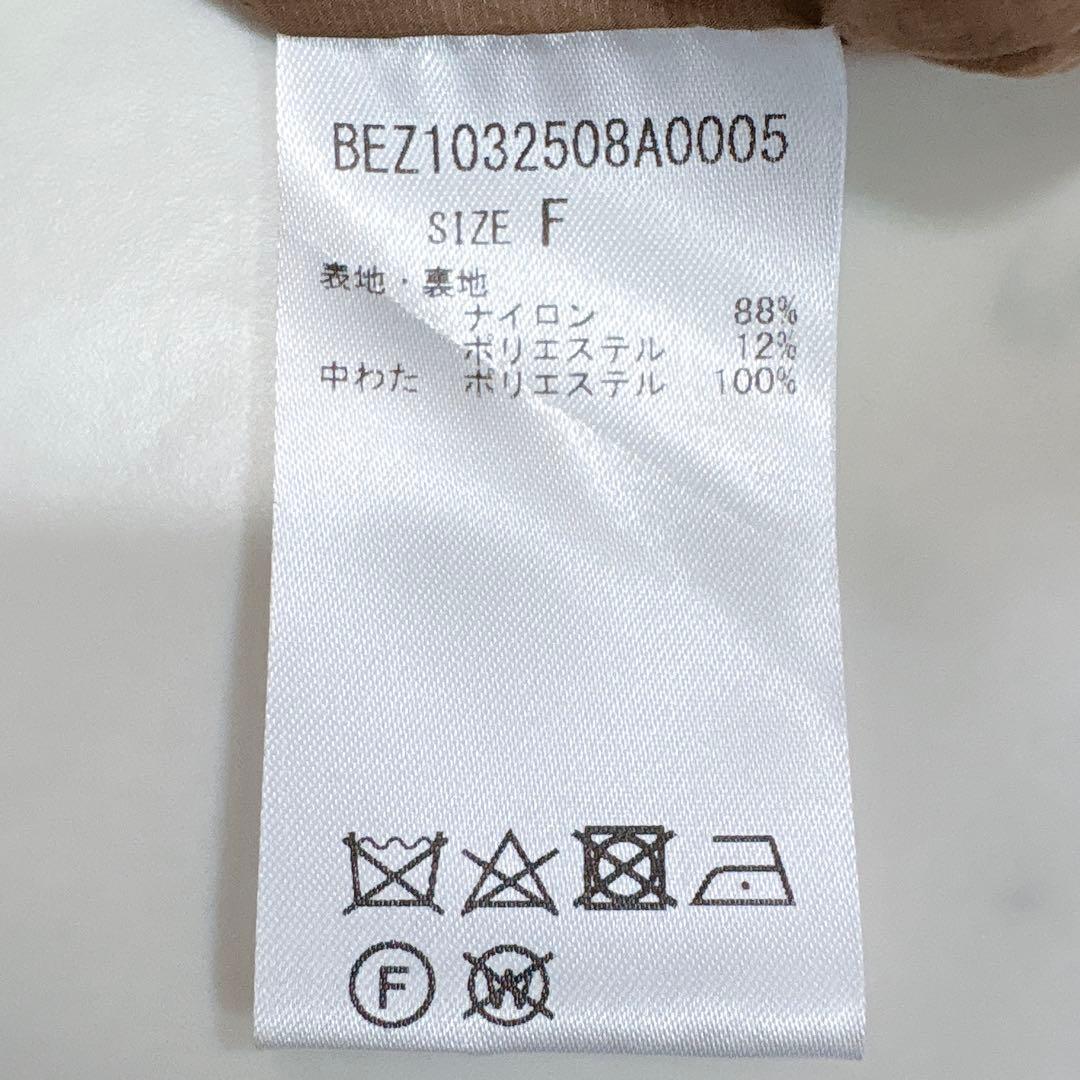 BEZ1032508A0005
SIZE F
表地・裏地
ナイロン 88%
ポリエステル 12%
中わた ポリエステル 100%
F
W